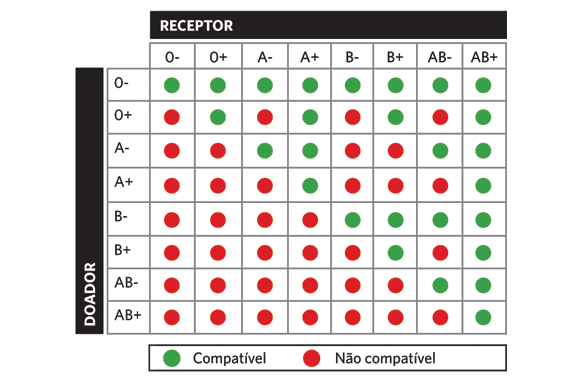 RECEPTOR
O- O+ A- A+ B- B+ AB- AB+
DOADOR
O-
O+
A-
A+
B-
B+
AB-
AB+
Compatível Não compatível